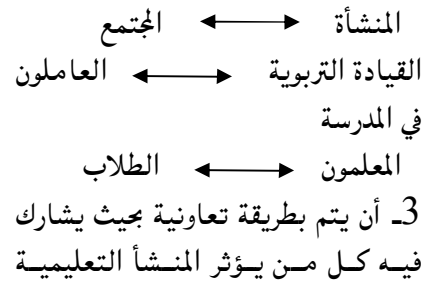 المنشأة ↔ المجتمع
القيادة التربوية ↔ العاملون
في المدرسة
المعلمون ↔ الطلاب
3ـ أن يتم بطريقة تعاونية بحيث يشارك
فيه كل من يؤثر المنشأ التعليمية